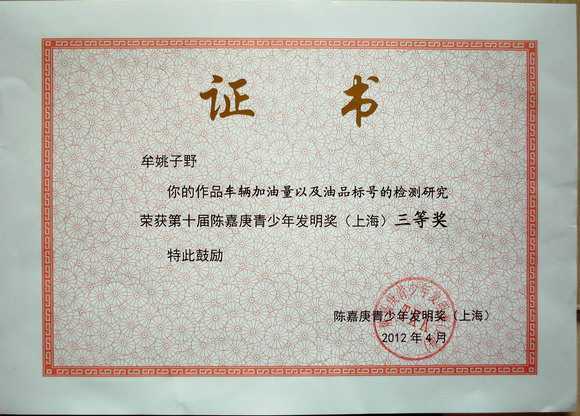 证书
牟姚子野
你的作品车辆加油量以及油品标号的检测研究
荣获第十届陈嘉庚青少年发明奖（上海）三等奖
特此鼓励
陈嘉庚青少年发明奖（上海）
2012年4月